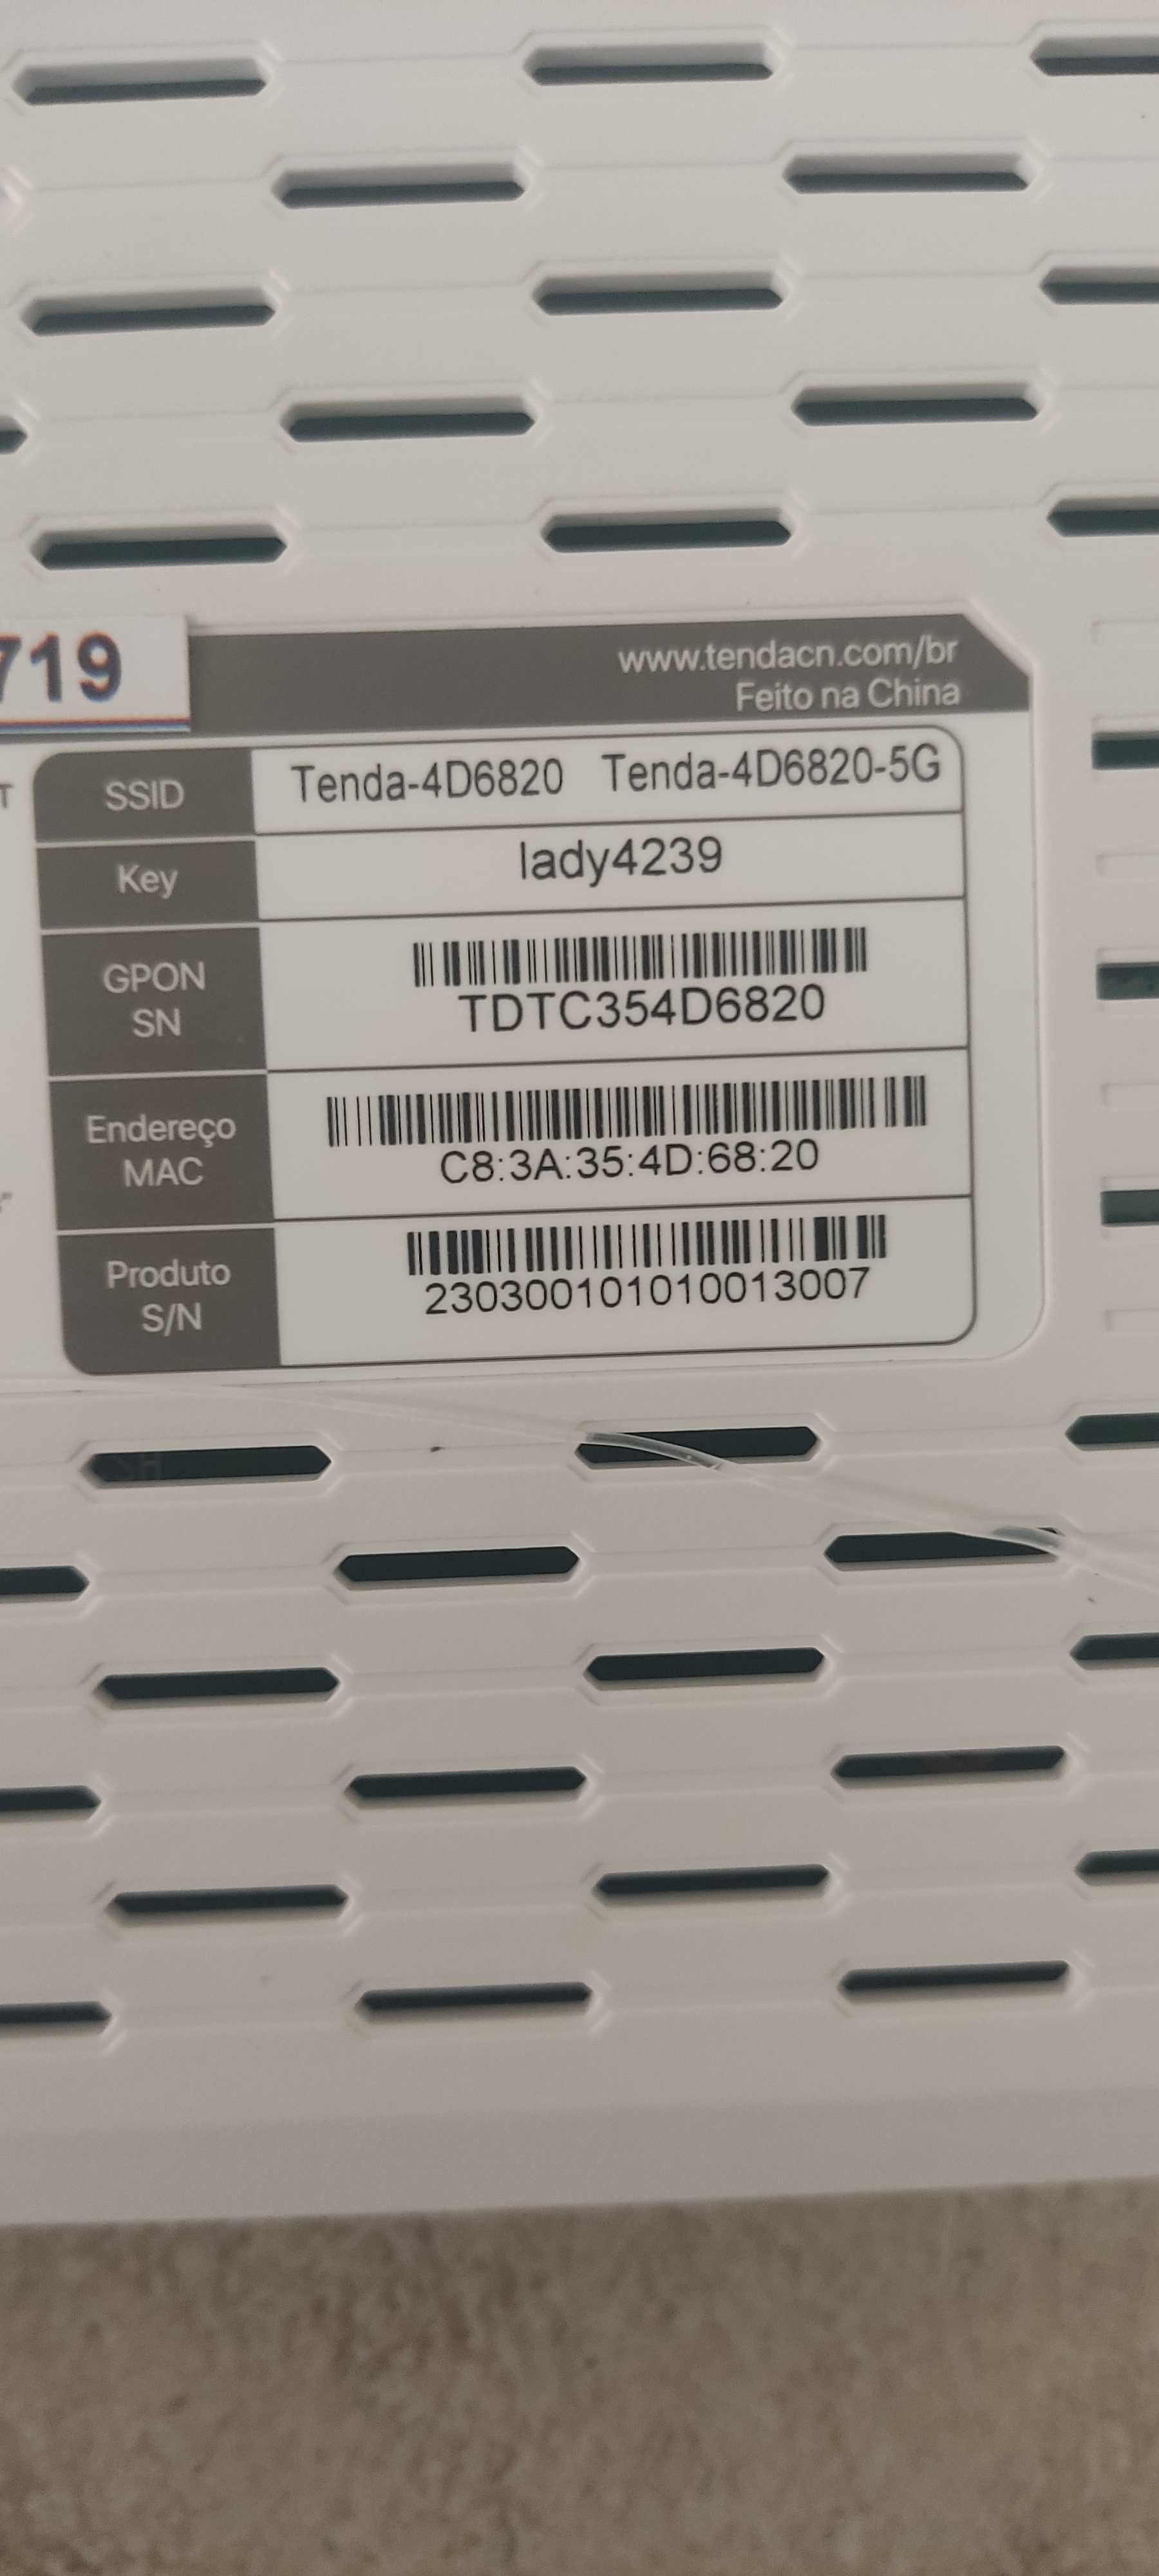 719
www.tendacn.com/br
Feito na China
SSID Tenda-4D6820 Tenda-4D6820-5G
Key lady4239
GPON SN TDTC354D6820
Endereço MAC C8:3A:35:4D:68:20
Produto S/N 230300101010013007